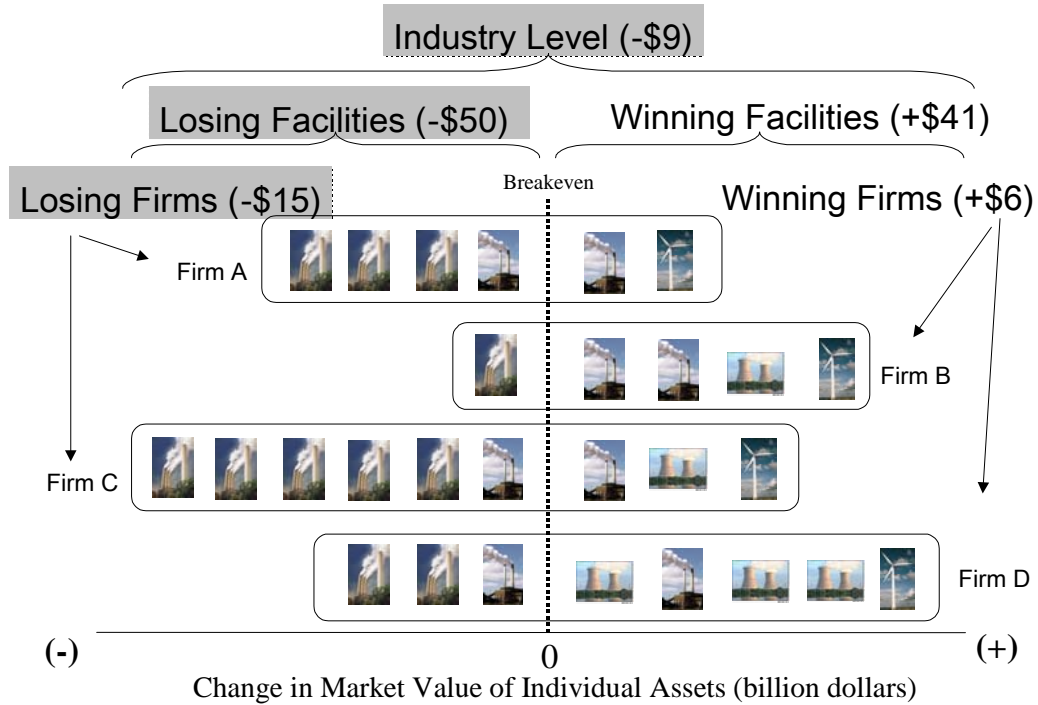 Industry Level (-$9)
Losing Facilities (-$50)
Winning Facilities (+$41)
Losing Firms (-$15)
Breakeven
Winning Firms (+$6)
Firm A
Firm B
Firm C
Firm D
(-)
0
(+)
Change in Market Value of Individual Assets (billion dollars)